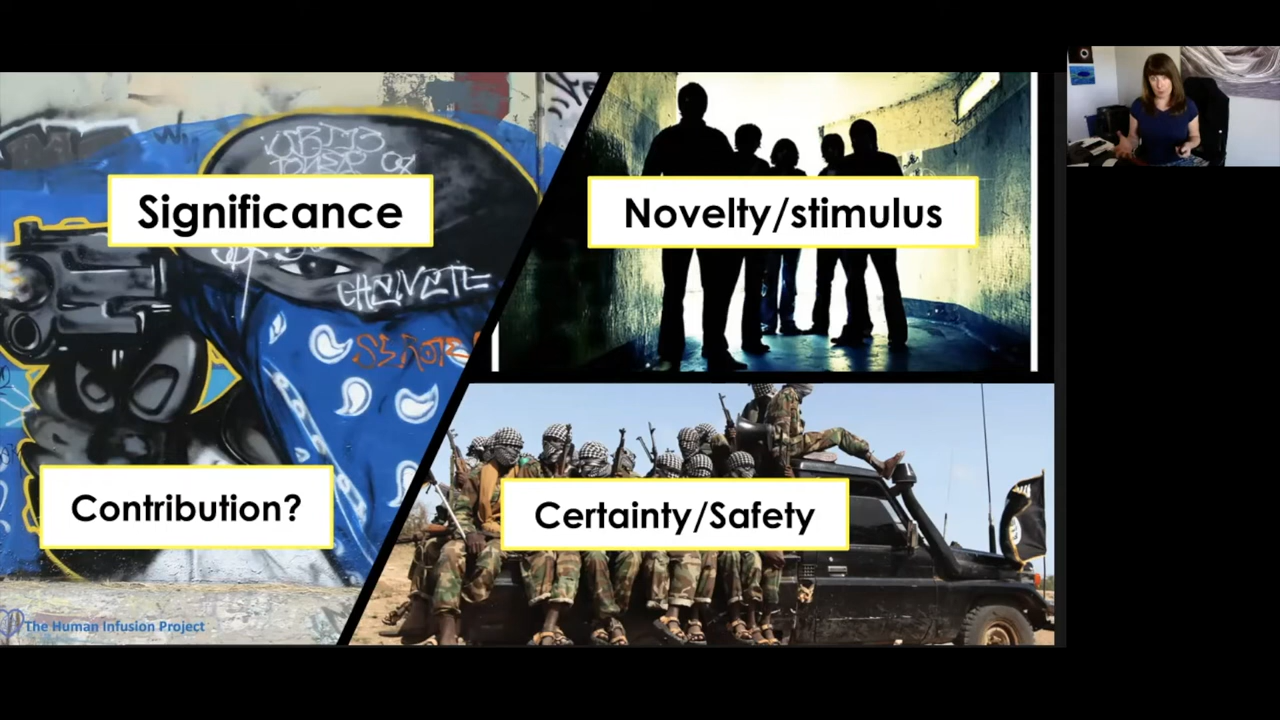 Significance
Novelty/stimulus
Contribution?
Certainty/Safety
The Human Infusion Project